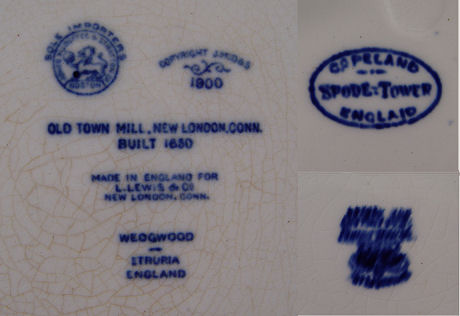 SOLE IMPORTERS
BOSTON
COPYRIGHT
1900
OLD TOWN MILL, NEW LONDON, CONN.
BUILT 1650
MADE IN ENGLAND FOR
L. LEWIS & CO
NEW LONDON, CONN.
WEDGWOOD
ETRURIA
ENGLAND
COPELAND
SPODE'S TOWER
ENGLAND